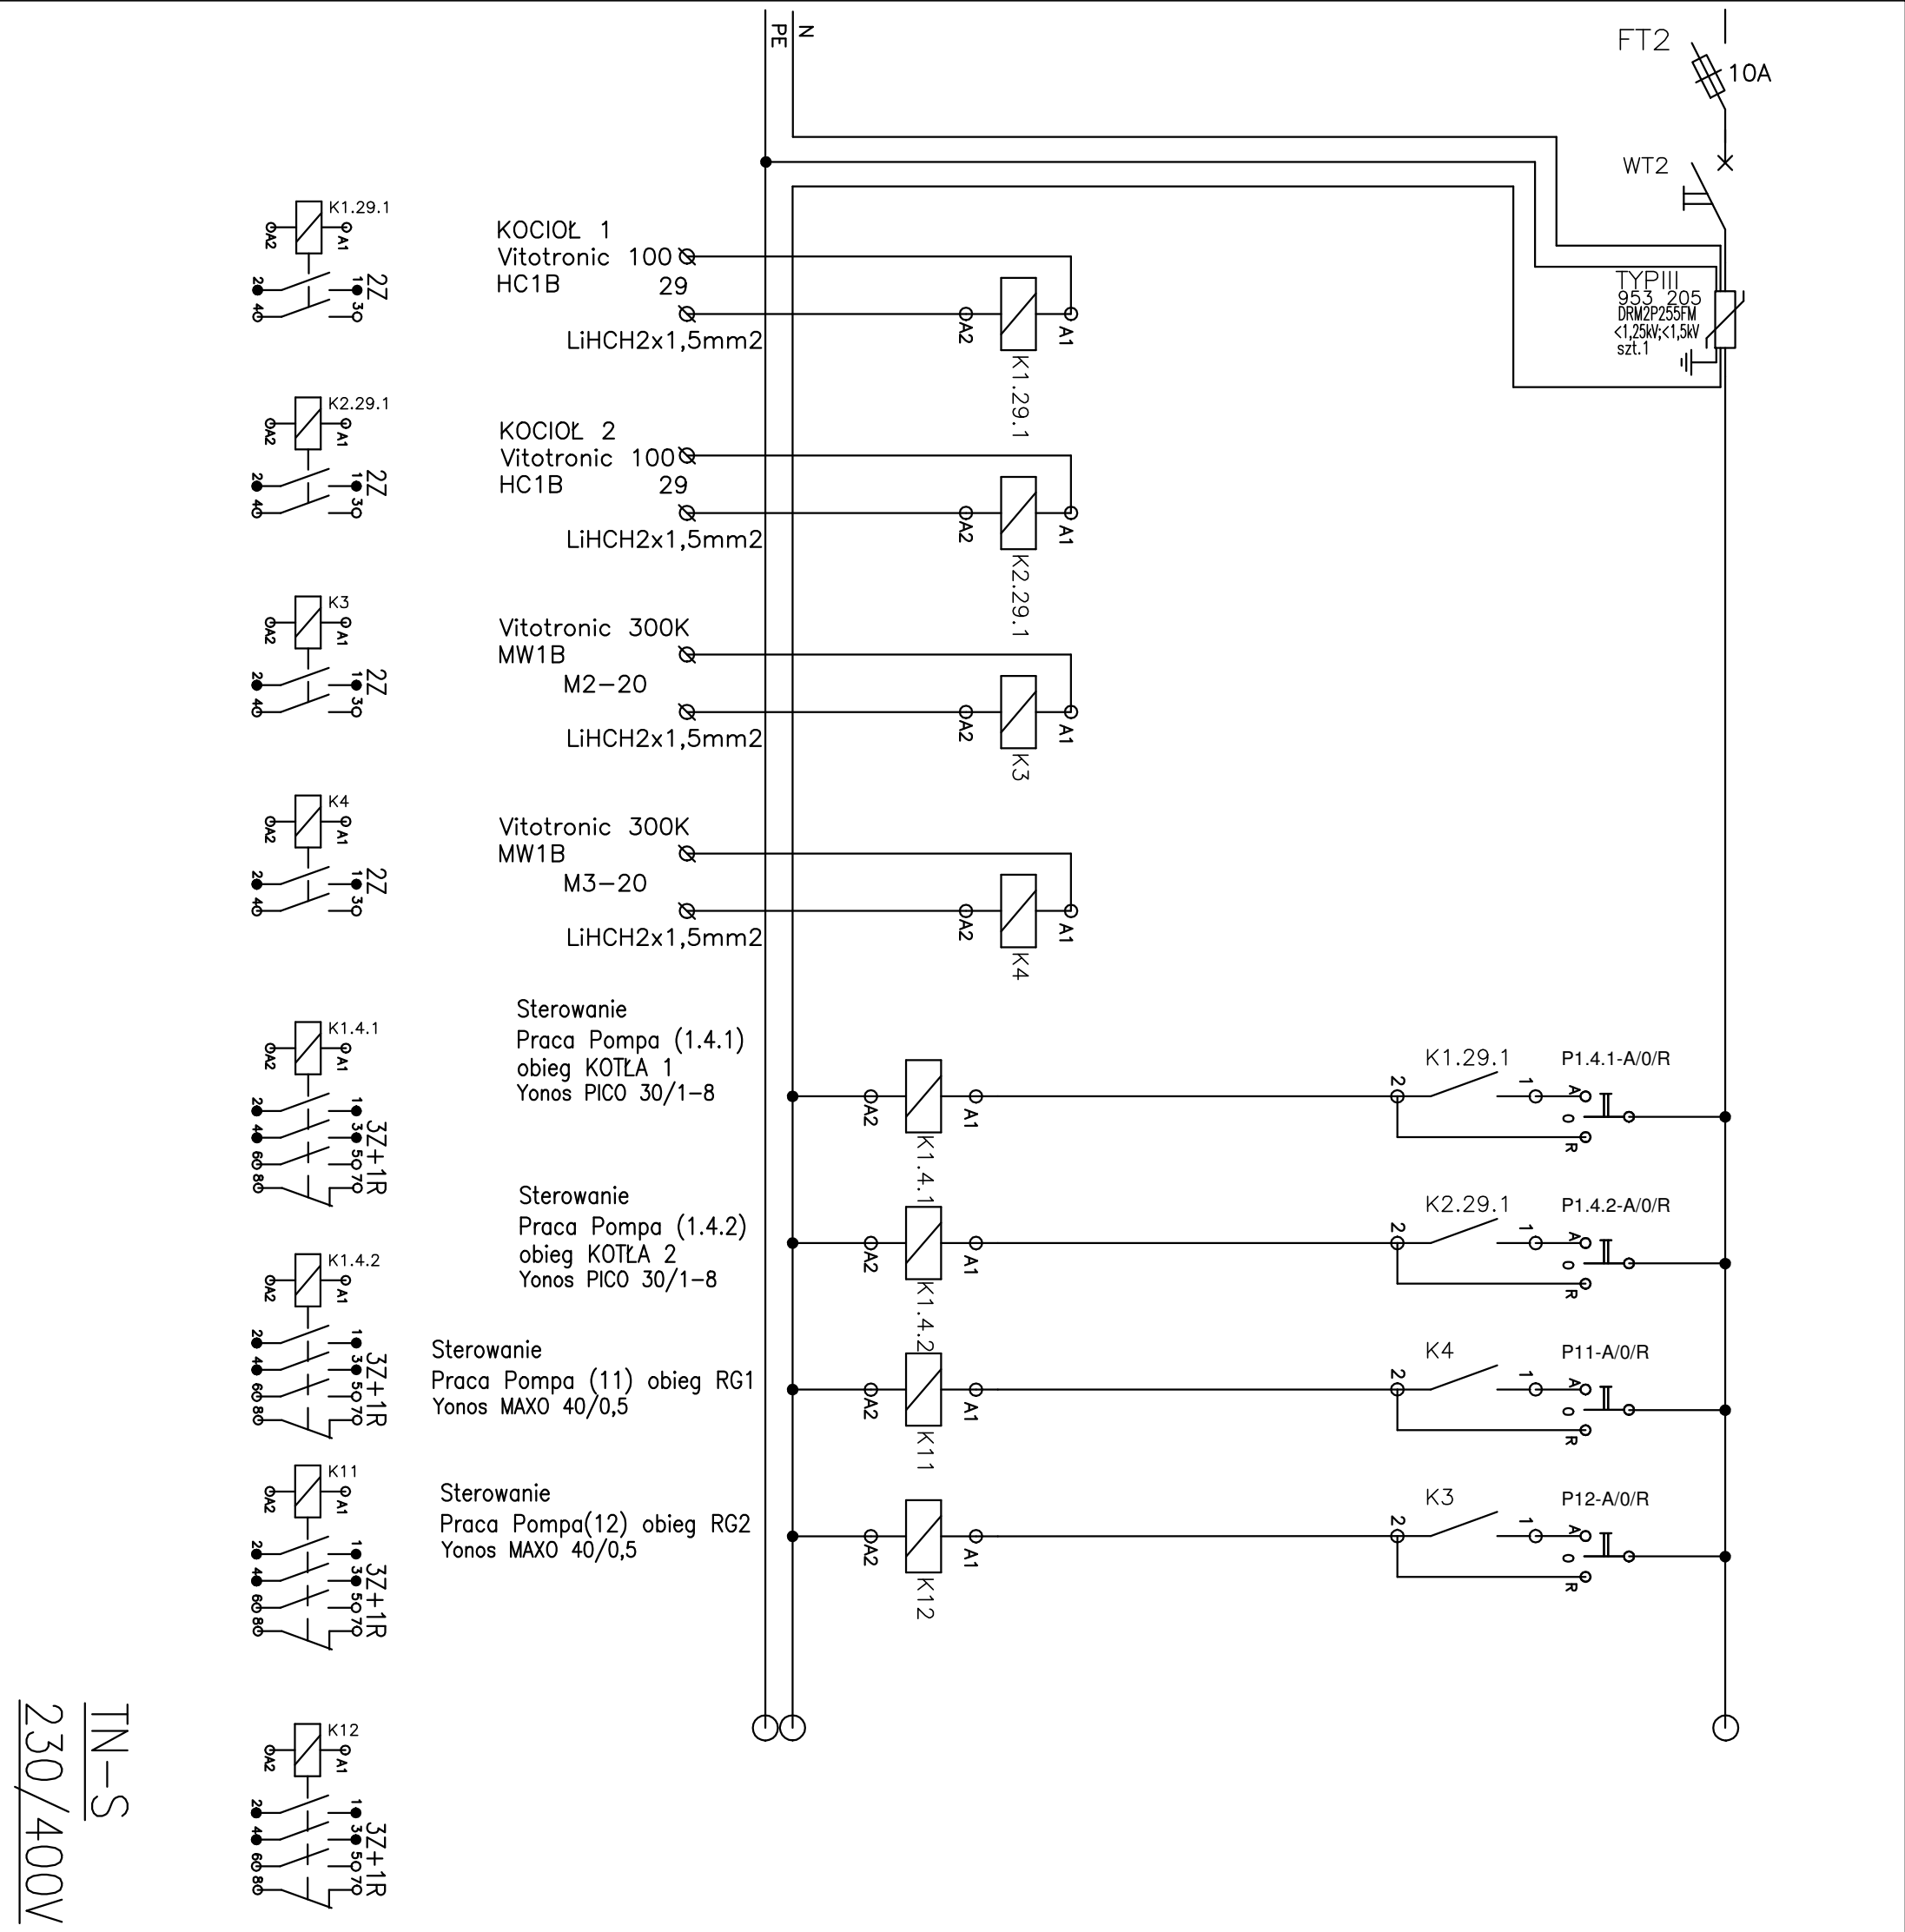 N
PE
FT2
10A
WT2
TYPIII
953 205
DRM2P255FM
<1,25kV;<1,5kV
szt.1
K1.29.1
A2
A1
2Z
2
1
4
3
KOCIOŁ 1
Vitotronic 100
HC1B 29
LiHCH2x1,5mm2
A2
A1
K1.29.1
K2.29.1
A2
A1
2Z
2
1
4
3
KOCIOŁ 2
Vitotronic 100
HC1B 29
LiHCH2x1,5mm2
A2
A1
K2.29.1
K3
A2
A1
2Z
2
1
4
3
Vitotronic 300K
MW1B
M2-20
LiHCH2x1,5mm2
A2
A1
K3
K4
A2
A1
2Z
2
1
4
3
Vitotronic 300K
MW1B
M3-20
LiHCH2x1,5mm2
A2
A1
K4
K1.4.1
A2
A1
3Z+1R
2
1
4
3
6
5
8
7
Sterowanie
Praca Pompa (1.4.1)
obieg KOTŁA 1
Yonos PICO 30/1-8
A2
A1
K1.4.1
K1.29.1
2
1
P1.4.1-A/0/R
A
0
R
K1.4.2
A2
A1
3Z+1R
2
1
4
3
6
5
8
7
Sterowanie
Praca Pompa (1.4.2)
obieg KOTŁA 2
Yonos PICO 30/1-8
A2
A1
K1.4.2
K2.29.1
2
1
P1.4.2-A/0/R
A
0
R
K11
A2
A1
3Z+1R
2
1
4
3
6
5
8
7
Sterowanie
Praca Pompa (11) obieg RG1
Yonos MAXO 40/0,5
A2
A1
K11
K4
2
1
P11-A/0/R
A
0
R
K12
A2
A1
3Z+1R
2
1
4
3
6
5
8
7
Sterowanie
Praca Pompa(12) obieg RG2
Yonos MAXO 40/0,5
A2
A1
K12
K3
2
1
P12-A/0/R
A
0
R
TN-S
230/400V